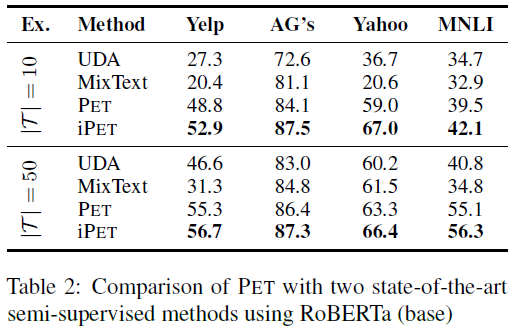 Ex. Method Yelp AG's Yahoo MNLI
|T| = 10
UDA 27.3 72.6 36.7 34.7
MixText 20.4 81.1 20.6 32.9
PET 48.8 84.1 59.0 39.5
iPET 52.9 87.5 67.0 42.1
|T| = 50
UDA 46.6 83.0 60.2 40.8
MixText 31.3 84.8 61.5 34.8
PET 55.3 86.4 63.3 55.1
iPET 56.7 87.3 66.4 56.3
Table 2: Comparison of PET with two state-of-the-art
semi-supervised methods using RoBERTa (base)